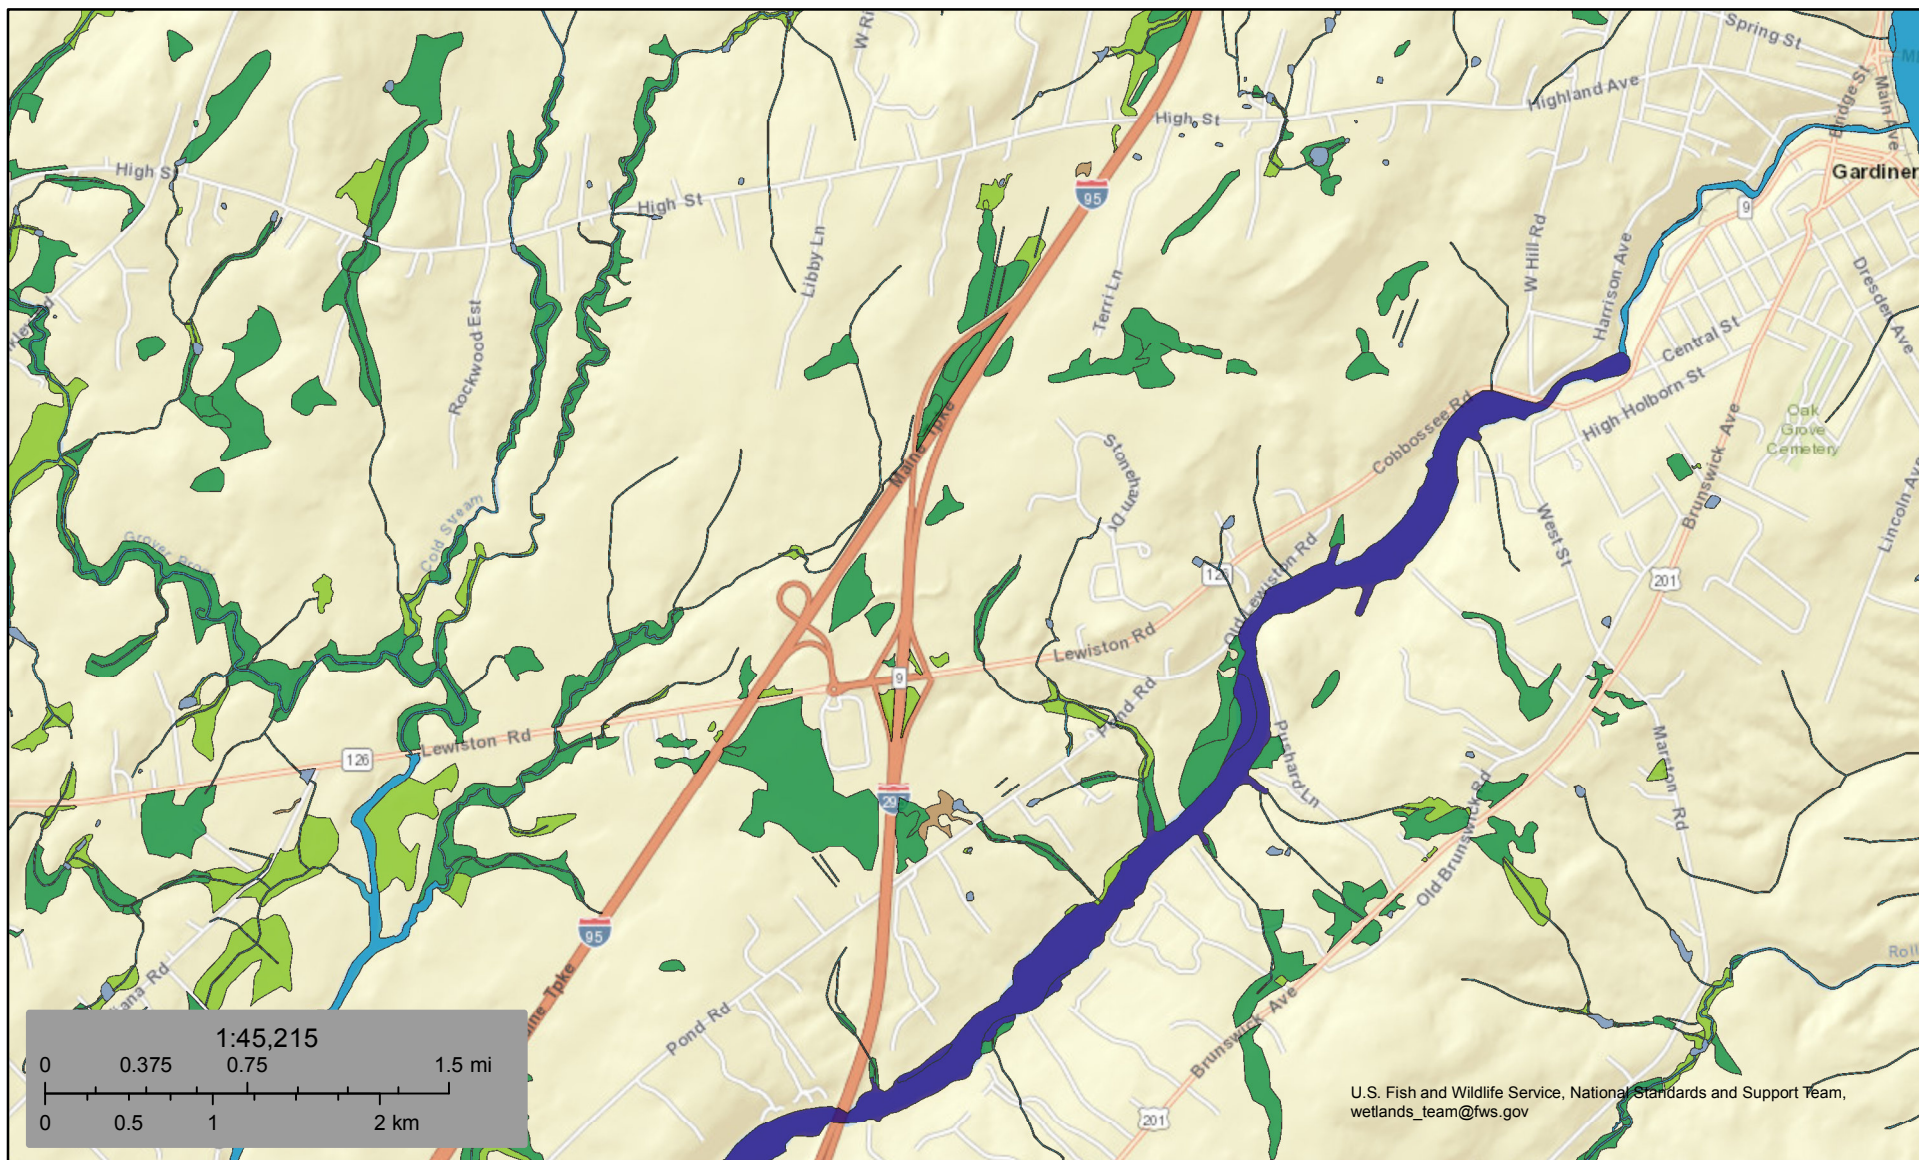 Spring St
Highland Ave
Bridge St
Main Ave
High St
High St
High St
95
Gardiner
9
Libby Ln
Terri Ln
W Hill Rd
Harrison Ave
Dresden Ave
Central St
High Holborn St
Rockwood Est
Cobbossee Rd
Oak
Grove
Cemetery
Maine Tpke
Stoneham Dr
Brunswick Ave
Lincoln Ave
West St
Cold Stream
126
201
Old Lewiston Rd
Lewiston Rd
9
Pond Rd
Pushard Ln
Marston Rd
Lewiston Rd
126
Old Brunswick Rd
95
Pond Rd
Brunswick Ave
201
1:45,215
0 0.375 0.75 1.5 mi
0 0.5 1 2 km
U.S. Fish and Wildlife Service, National Standards and Support Team,
wetlands_team@fws.gov